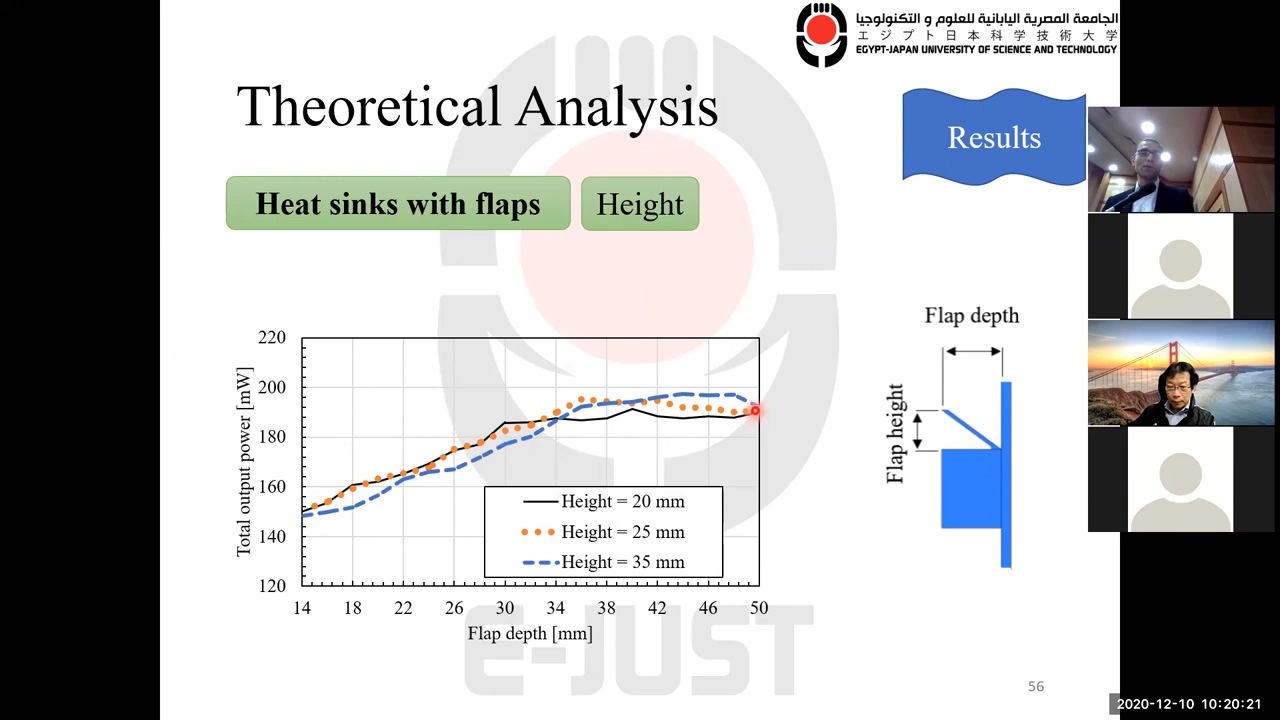 الجامعة المصرية اليابانية للعلوم و التكنولوجيا
エジプト日本科学技術大学
EGYPT-JAPAN UNIVERSITY OF SCIENCE AND TECHNOLOGY
Theoretical Analysis
Results
Heat sinks with flaps
Height
Flap depth
Flap height
Total output power [mW]
220
200
180
160
140
120
Height = 20 mm
Height = 25 mm
Height = 35 mm
14 18 22 26 30 34 38 42 46 50
Flap depth [mm]
E-JUST
56
2020-12-10 10:20:21